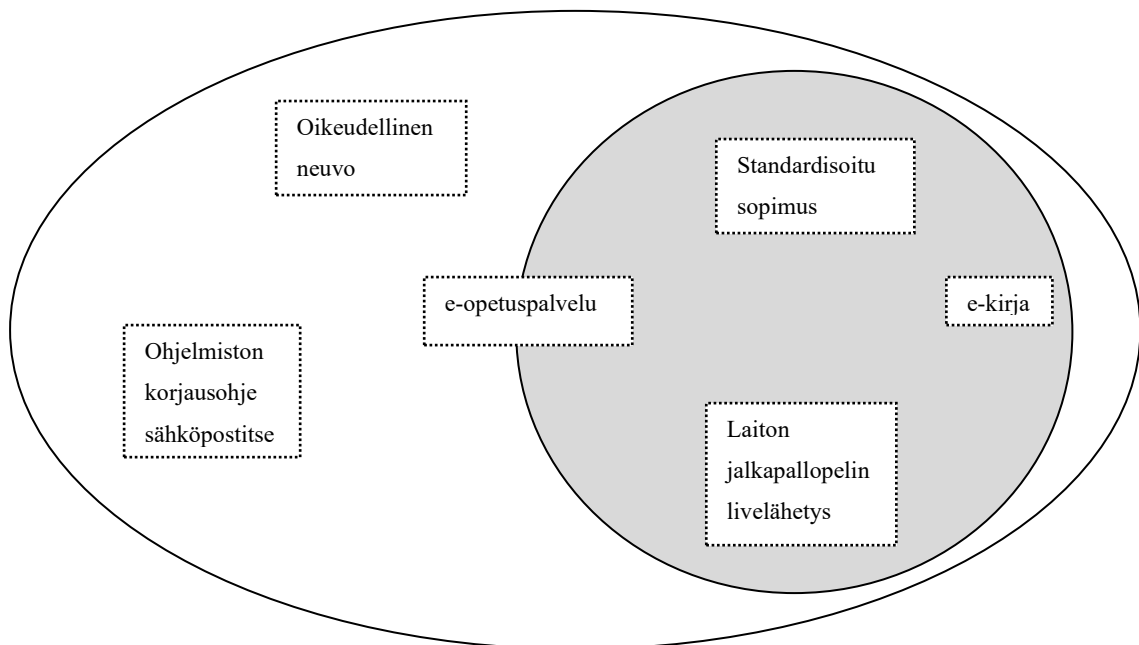 Oikeudellinen
neuvo
Standardisoitu
sopimus
e-opetuspalvelu
e-kirja
Ohjelmiston
korjausohje
sähköpostitse
Laiton
jalkapallopelin
livelähetys